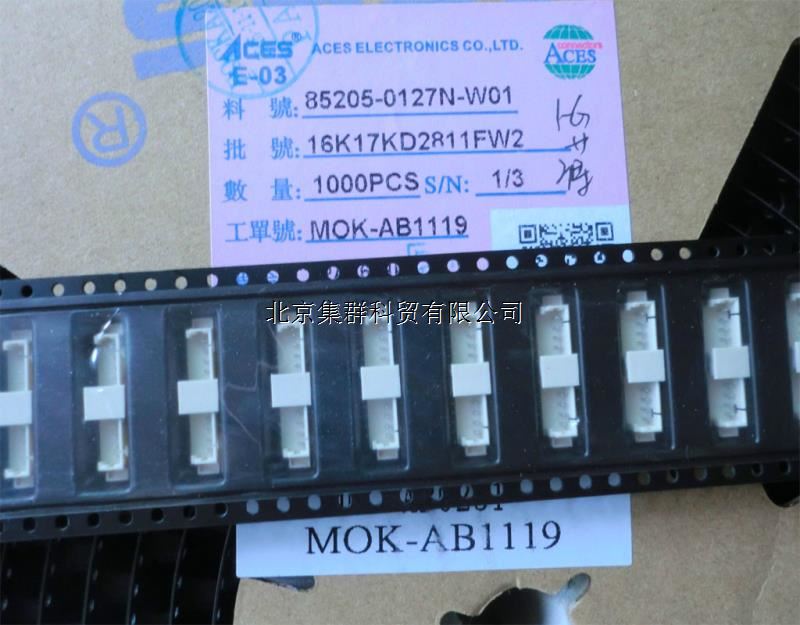 ACES® ACES ELECTRONICS CO.,LTD.
connectors
ACES
E-03
料 號: 85205-0127N-W01
批 號: 16K17KD2811FW2
數 量: 1000PCS S/N: 1/3
工單號: MOK-AB1119
北京集群科贸有限公司
MOK-AB1119
®